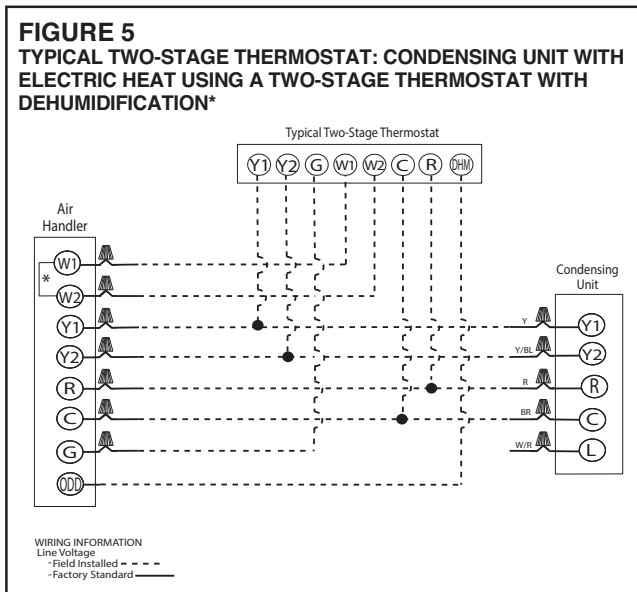 FIGURE 5
TYPICAL TWO-STAGE THERMOSTAT: CONDENSING UNIT WITH
ELECTRIC HEAT USING A TWO-STAGE THERMOSTAT WITH
DEHUMIDIFICATION*
Typical Two-Stage Thermostat
Y1 Y2 G W1 W2 C R DHM
Air
Handler
Condensing
Unit
W1
*
W2
Y1 Y Y1
Y2 Y/BL Y2
R R R
C BR C
G W/R L
ODD
WIRING INFORMATION
Line Voltage
-Field Installed
-Factory Standard